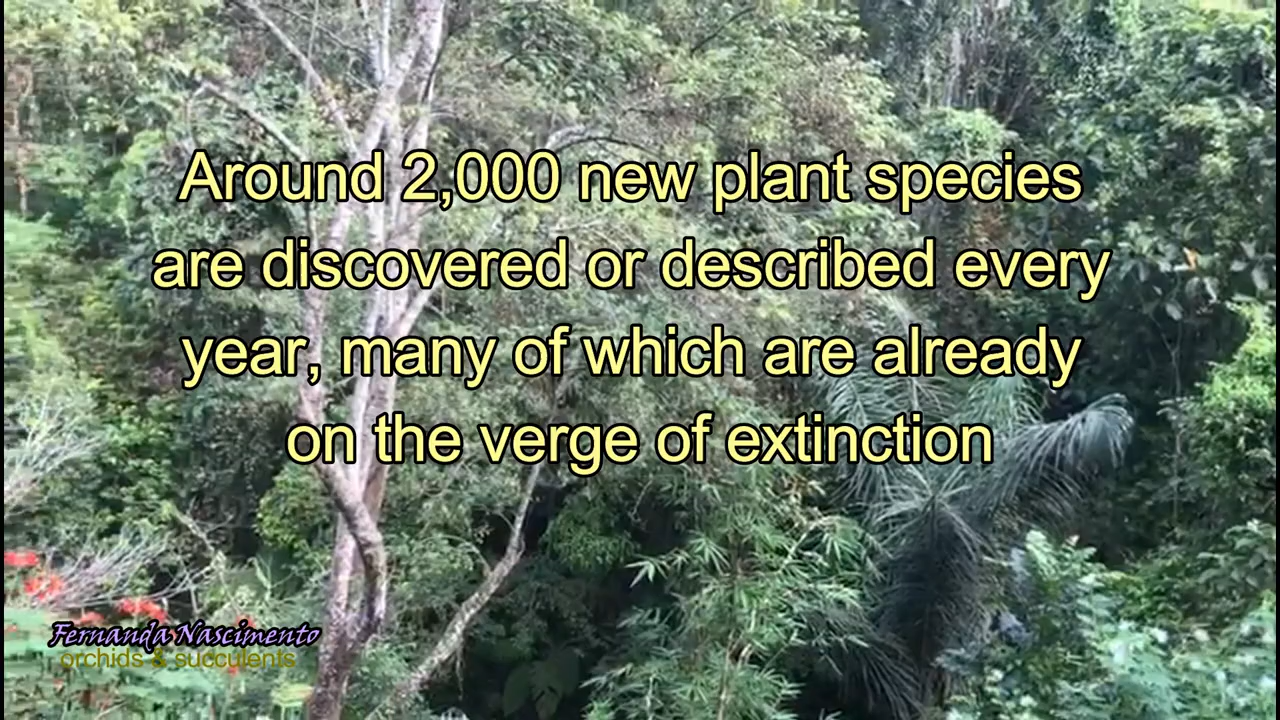 Around 2,000 new plant species
are discovered or described every
year, many of which are already
on the verge of extinction
Fernanda Nascimento
orchids & succulents